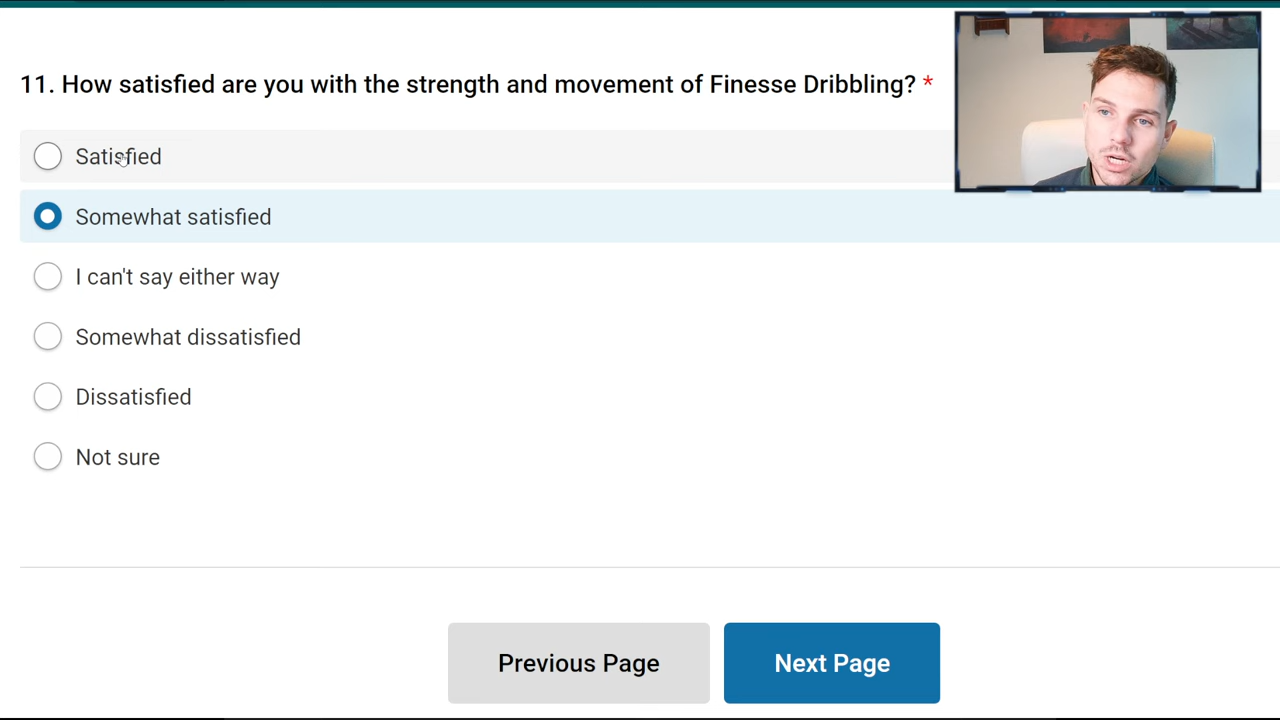 11. How satisfied are you with the strength and movement of Finesse Dribbling? *
Satisfied
Somewhat satisfied
I can't say either way
Somewhat dissatisfied
Dissatisfied
Not sure
Previous Page
Next Page